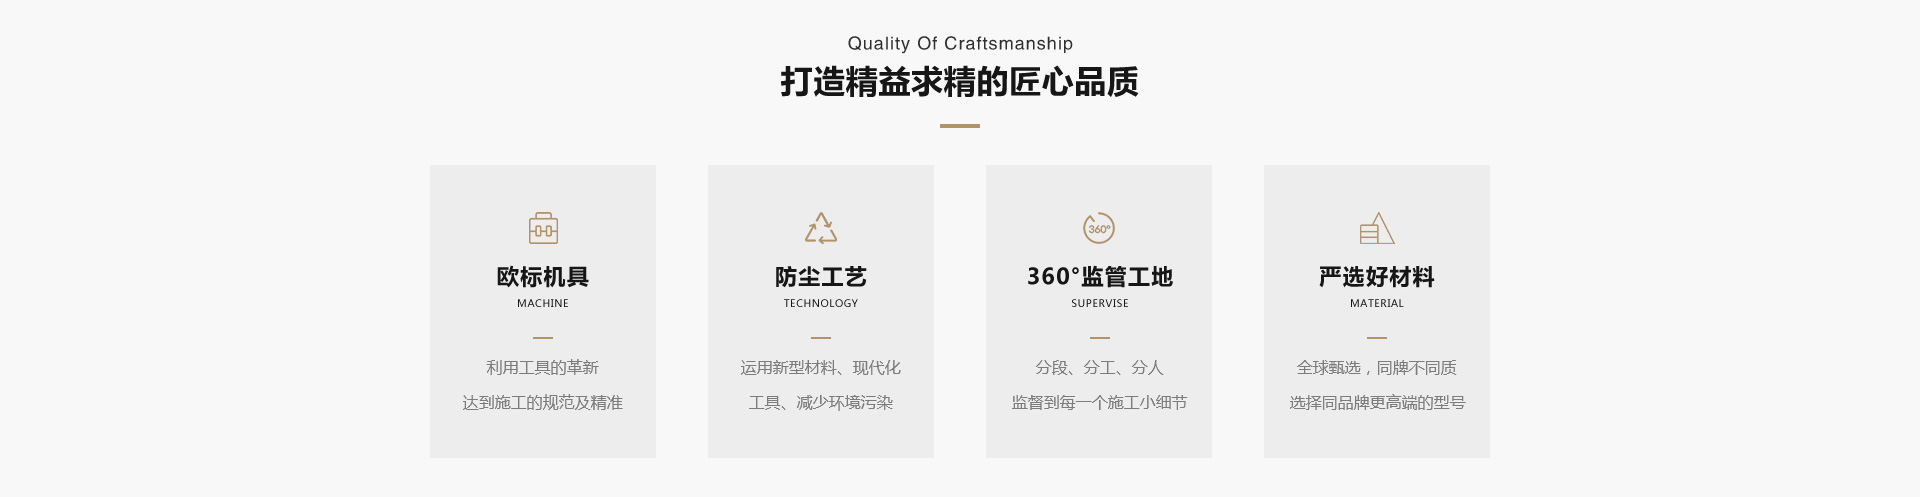 Quality Of Craftsmanship
打造精益求精的匠心品质
欧标机具
MACHINE
利用工具的革新
达到施工的规范及精准
防尘工艺
TECHNOLOGY
运用新型材料、现代化
工具、减少环境污染
360°
360°监管工地
SUPERVISE
分段、分工、分人
监督到每一个施工小细节
严选好材料
MATERIAL
全球甄选，同牌不同质
选择同品牌更高端的型号